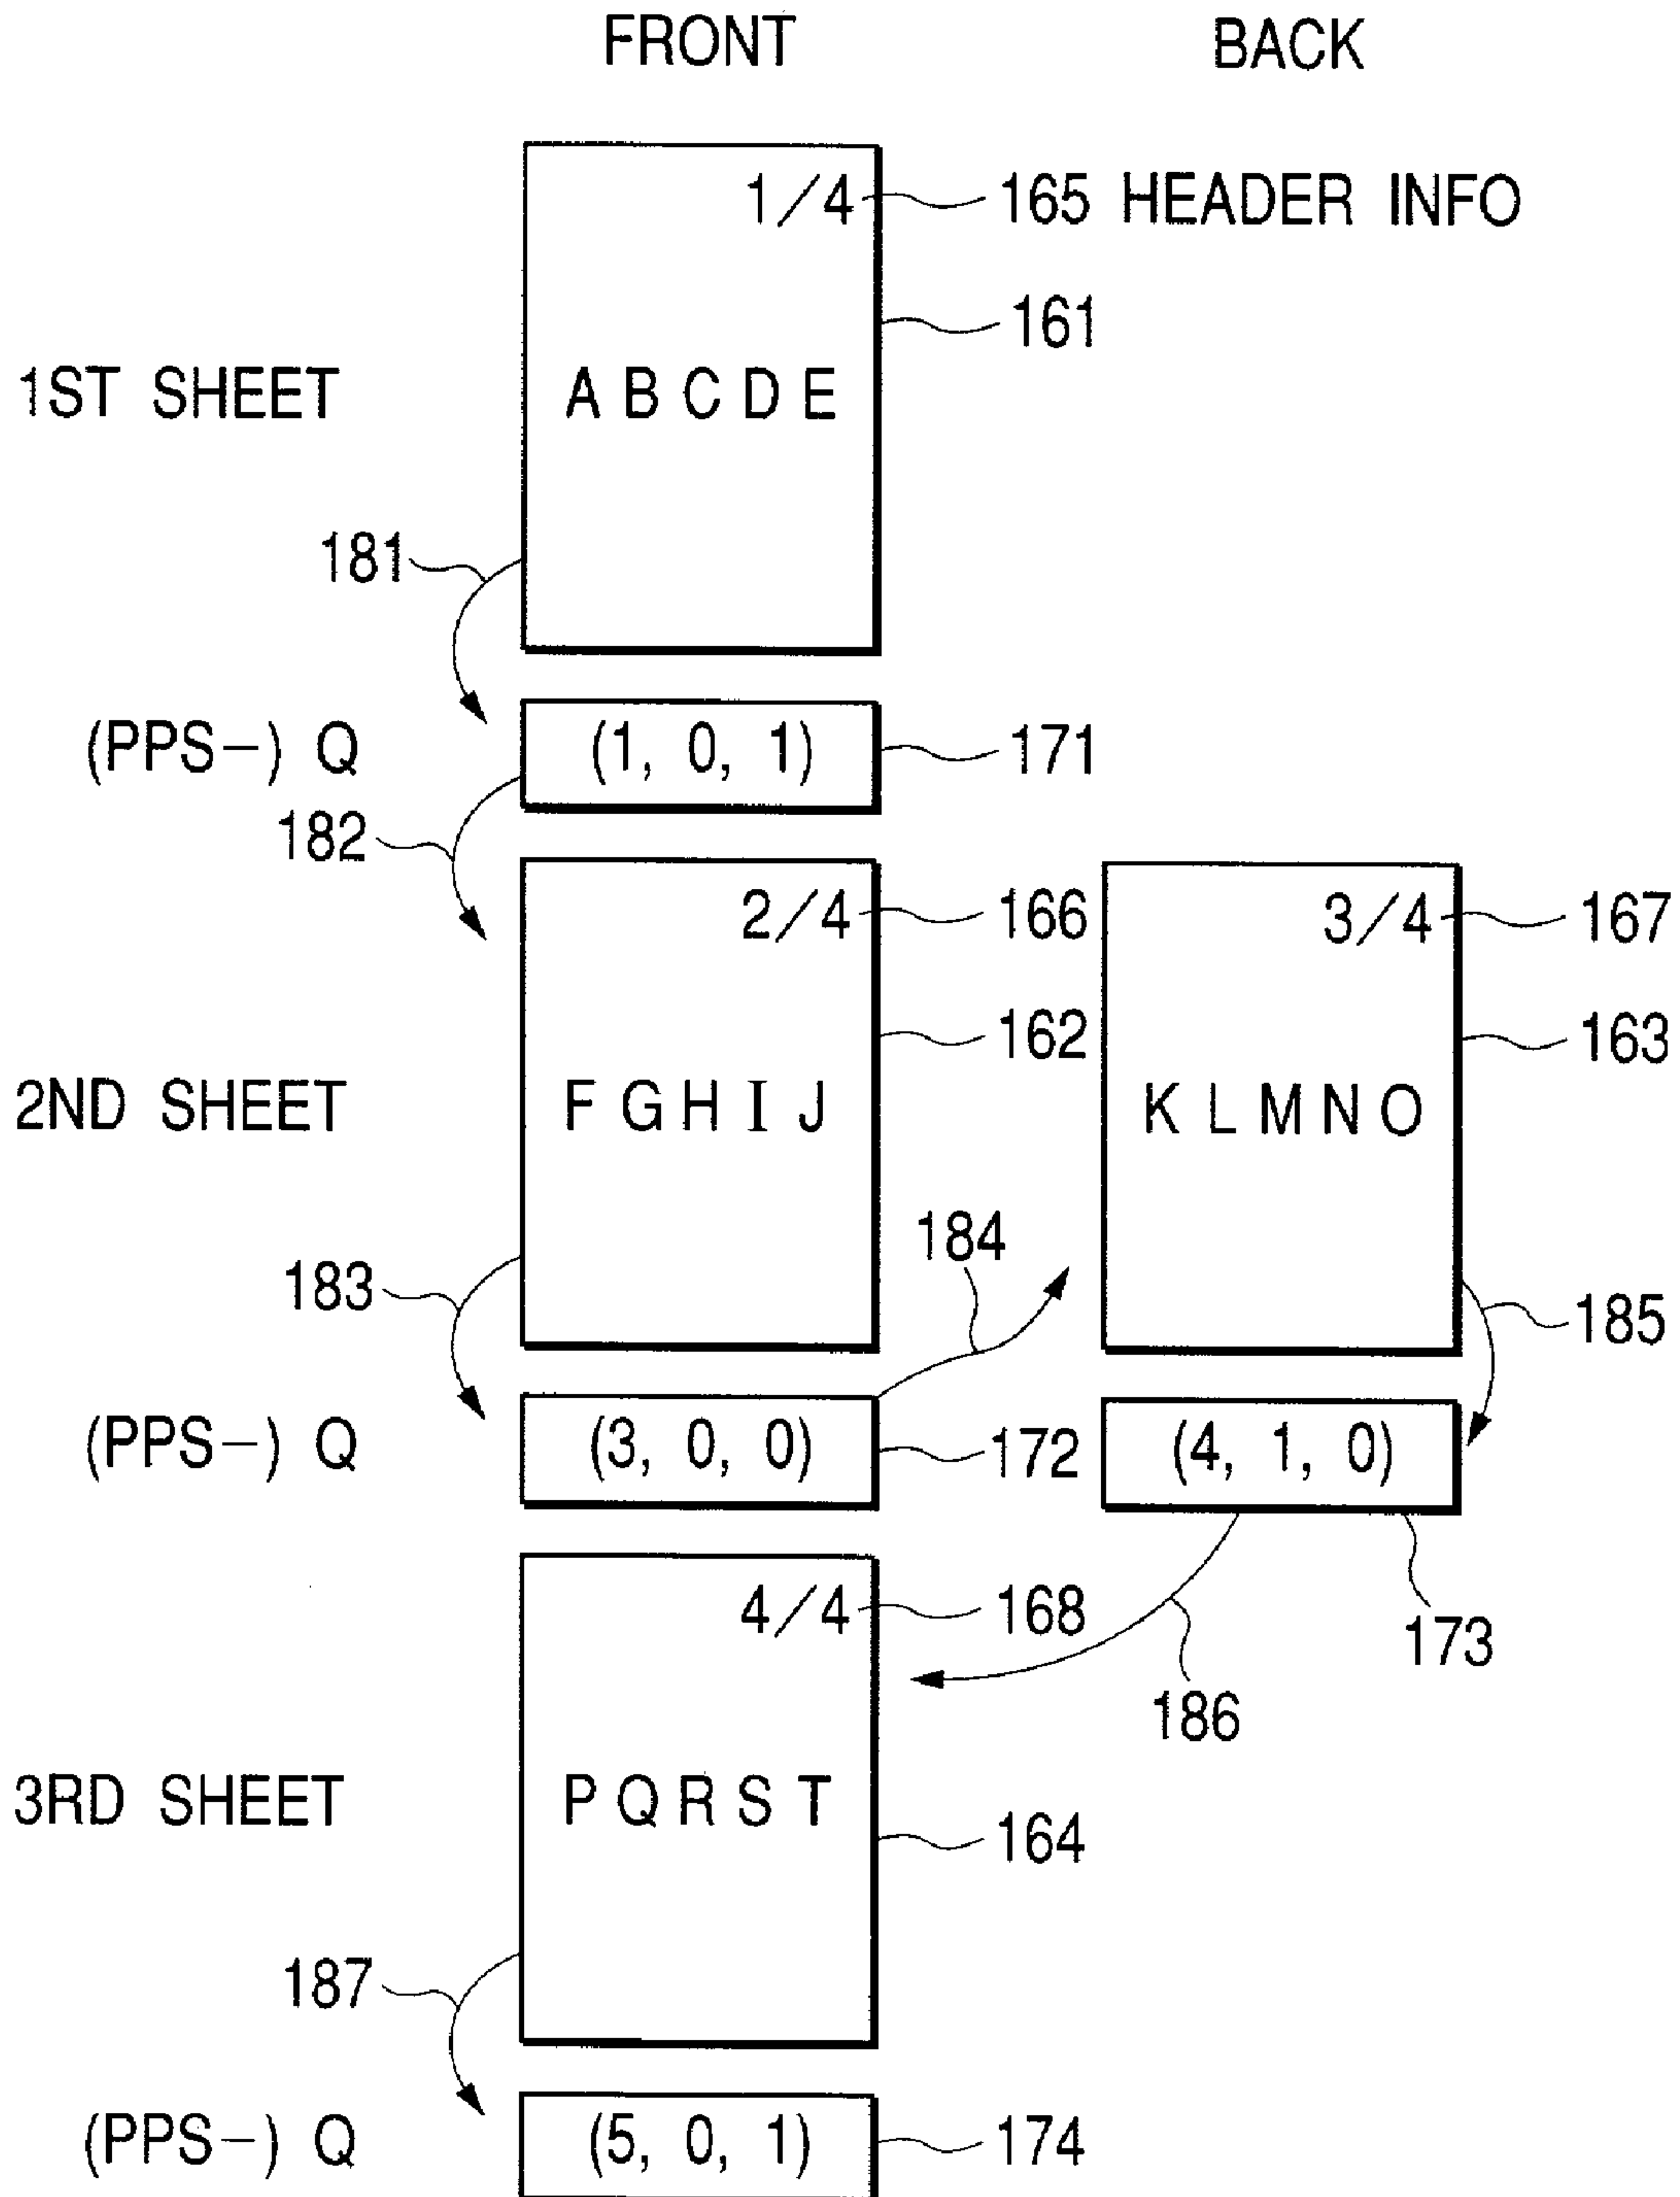 FRONT BACK
1/4 165 HEADER INFO
161
1ST SHEET A B C D E
181
(PPS-) Q (1, 0, 1) 171
182
2/4 166 3/4 167
162 163
2ND SHEET F G H I J K L M N O
184
183 185
(PPS-) Q (3, 0, 0) 172 (4, 1, 0)
4/4 168 173
186
3RD SHEET P Q R S T 164
187
(PPS-) Q (5, 0, 1) 174